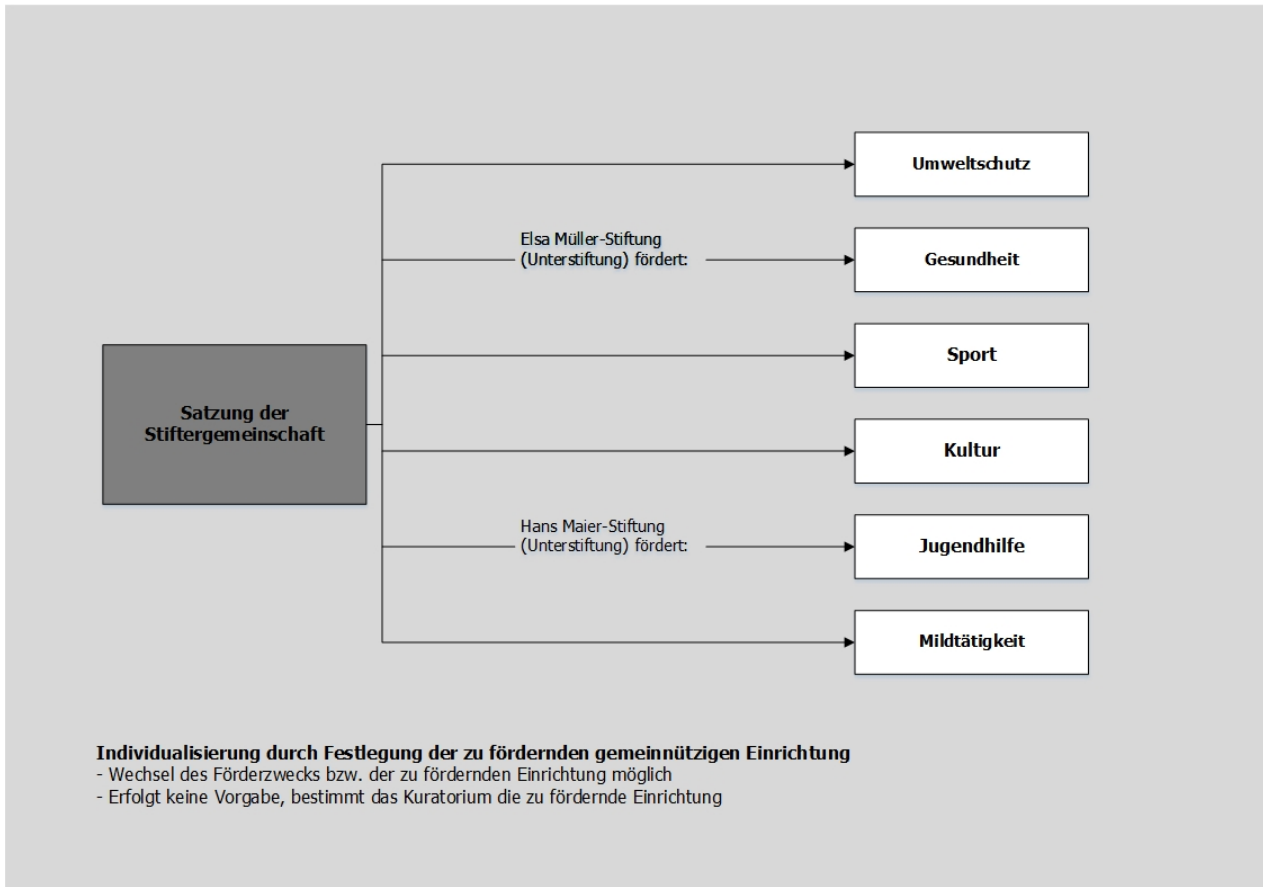 Umweltschutz
Elsa Müller-Stiftung
(Unterstiftung) fördert:
Gesundheit
Sport
Satzung der
Stiftergemeinschaft
Kultur
Hans Maier-Stiftung
(Unterstiftung) fördert:
Jugendhilfe
Mildtätigkeit
Individualisierung durch Festlegung der zu fördernden gemeinnützigen Einrichtung
- Wechsel des Förderzwecks bzw. der zu fördernden Einrichtung möglich
- Erfolgt keine Vorgabe, bestimmt das Kuratorium die zu fördernde Einrichtung